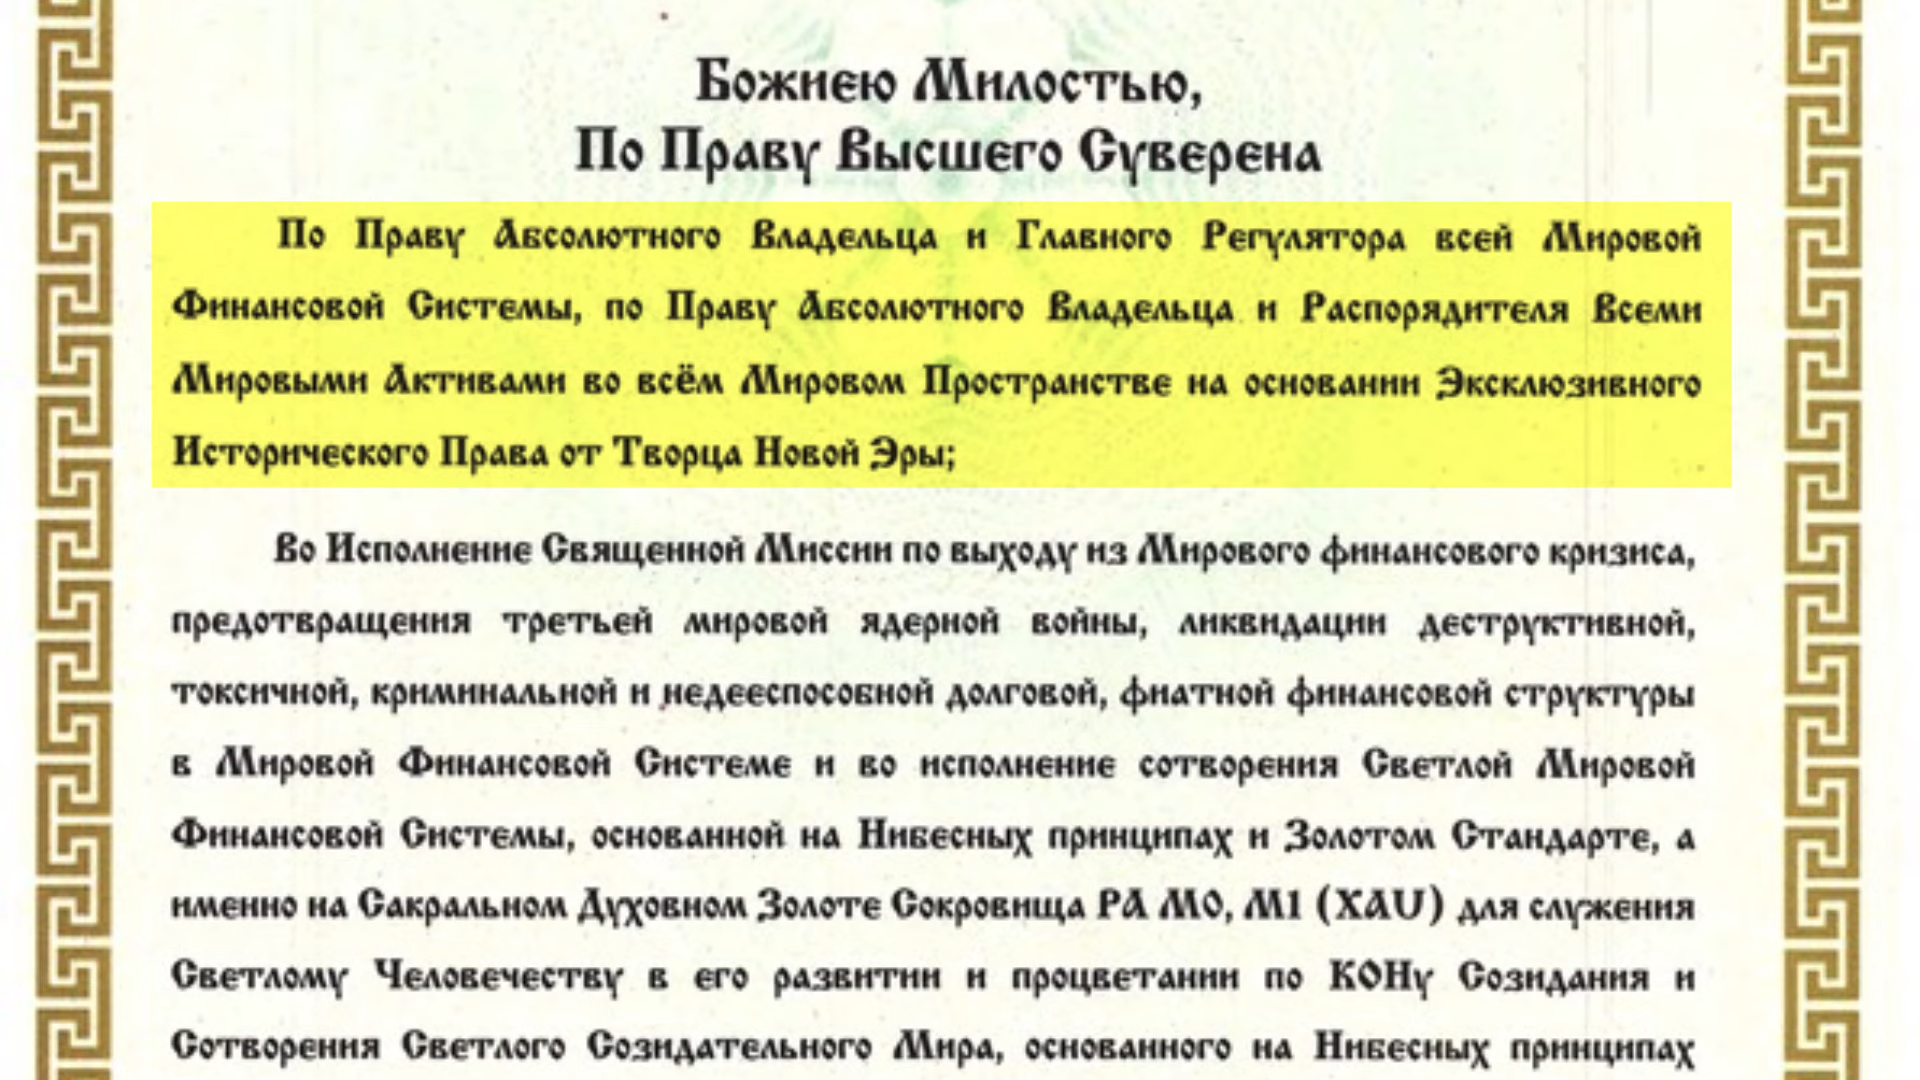 Божиею Милостью,
По Праву Высшего Суверена
По Праву Абсолютного Владельца и Главного Регулятора всей Мировой
Финансовой Системы, по Праву Абсолютного Владельца и Распорядителя Всеми
Мировыми Активами во всём Мировом Пространстве на основании Эксклюзивного
Исторического Права от Творца Новой Эры;
Во Исполнение Священной Миссии по выходу из Мирового финансового кризиса,
предотвращения третьей мировой ядерной войны, ликвидации деструктивной,
токсичной, криминальной и недееспособной долговой, фиатной финансовой структуры
в Мировой Финансовой Системе и во исполнение сотворения Светлой Мировой
Финансовой Системы, основанной на Нибесных принципах и Золотом Стандарте, а
именно на Сакральном Духовном Золоте Сокровища РА М0, М1 (XAU) для служения
Светлому Человечеству в его развитии и процветании по КОНу Созидания и
Сотворения Светлого Созидательного Мира, основанного на Нибесных принципах